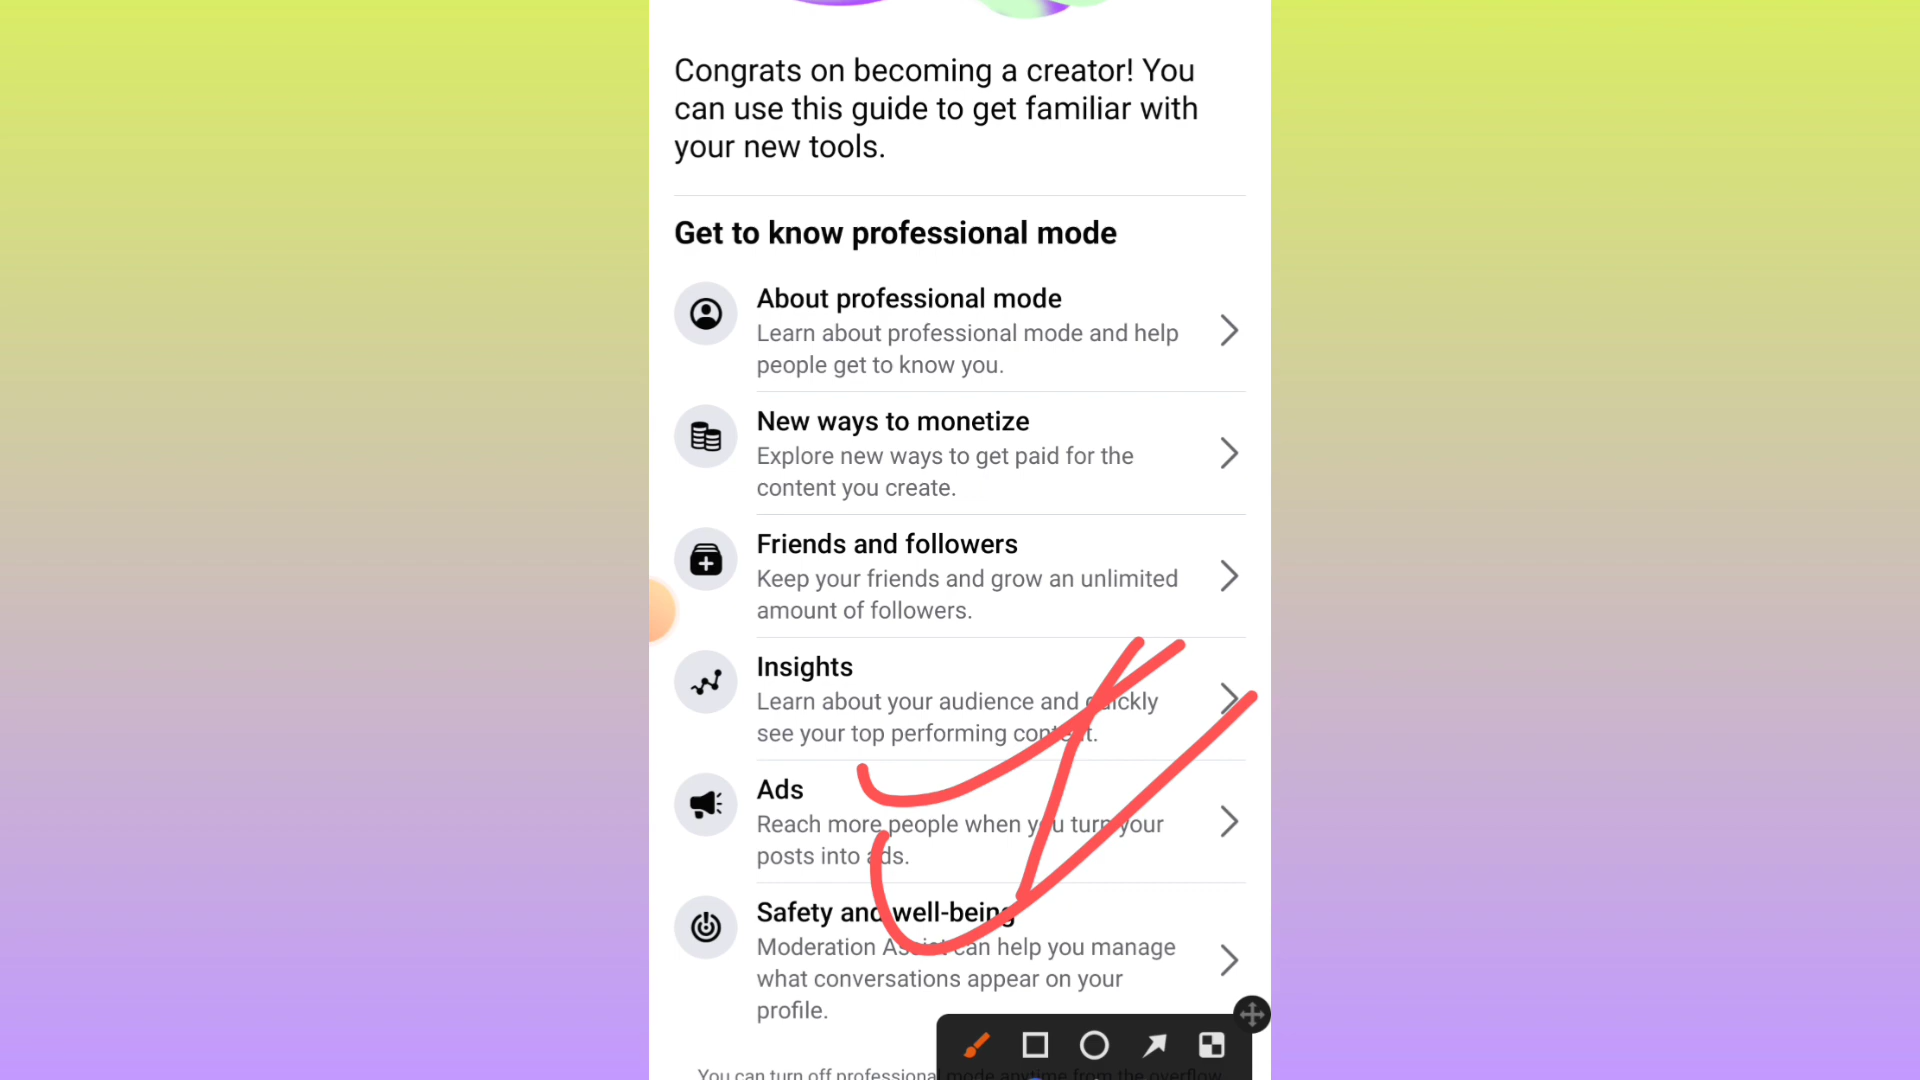 Congrats on becoming a creator! You
can use this guide to get familiar with
your new tools.
Get to know professional mode
About professional mode
Learn about professional mode and help
people get to know you.
New ways to monetize
Explore new ways to get paid for the
content you create.
Friends and followers
Keep your friends and grow an unlimited
amount of followers.
Insights
Learn about your audience and quickly
see your top performing content.
Ads
Reach more people when you turn your
posts into ads.
Safety and well-being
Moderation Assist can help you manage
what conversations appear on your
profile.
You can turn off professional mode anytime from the overflow